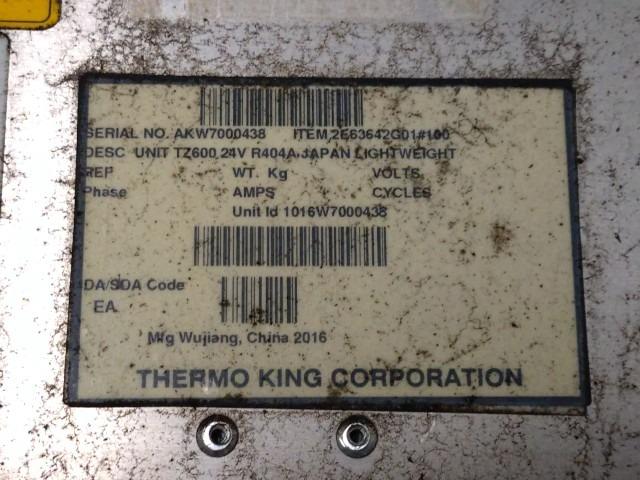 SERIAL NO. AKW7000438 ITEM 2E63642G01#100
DESC UNIT TZ600 24V R404A JAPAN LIGHTWEIGHT
REF WT. Kg VOLTS
Phase AMPS CYCLES
Unit Id 1016W7000438
DA/SDA Code
EA
Mfg Wujiang, China 2016
THERMO KING CORPORATION